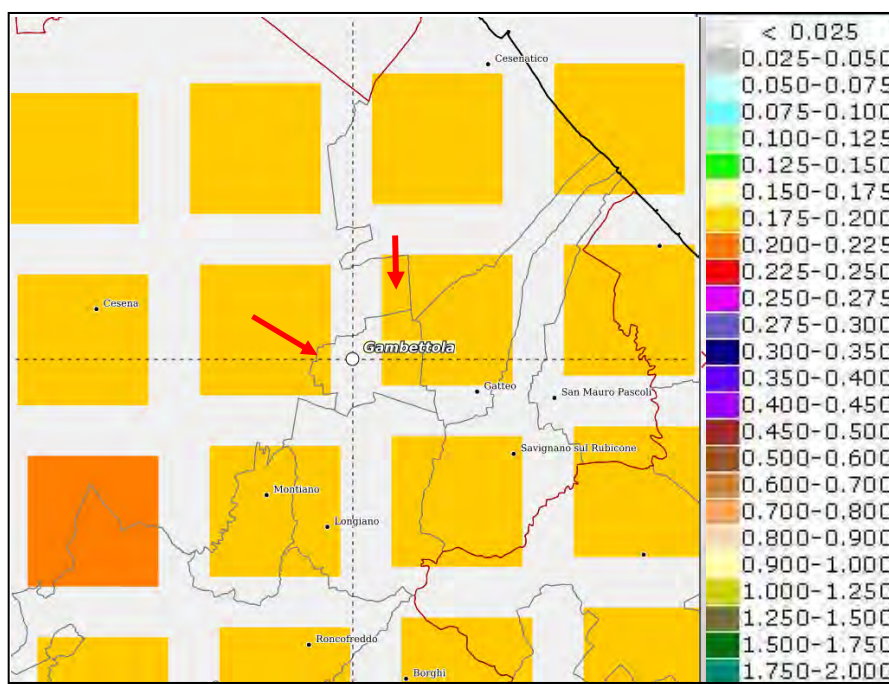 Cesenatico
Cesena
Gambettola
Gatteo
San Mauro Pascoli
Savignano sul Rubicone
Montiano
Longiano
Roncofreddo
Borghi
< 0.025
0.025-0.050
0.050-0.075
0.075-0.100
0.100-0.125
0.125-0.150
0.150-0.175
0.175-0.200
0.200-0.225
0.225-0.250
0.250-0.275
0.275-0.300
0.300-0.350
0.350-0.400
0.400-0.450
0.450-0.500
0.500-0.600
0.600-0.700
0.700-0.800
0.800-0.900
0.900-1.000
1.000-1.250
1.250-1.500
1.500-1.750
1.750-2.000